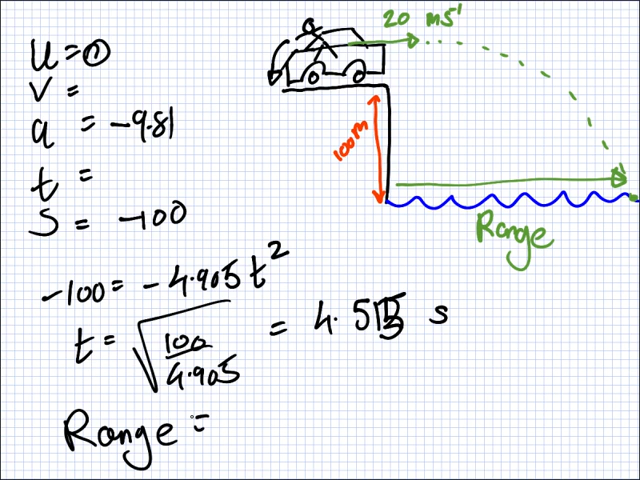 u = 0
v =
a = -9.81
t =
S = -100
20 ms⁻¹
100m
Range
-100 = -4.905 t²
t = √(100/4.905) = 4.515 s
Range =